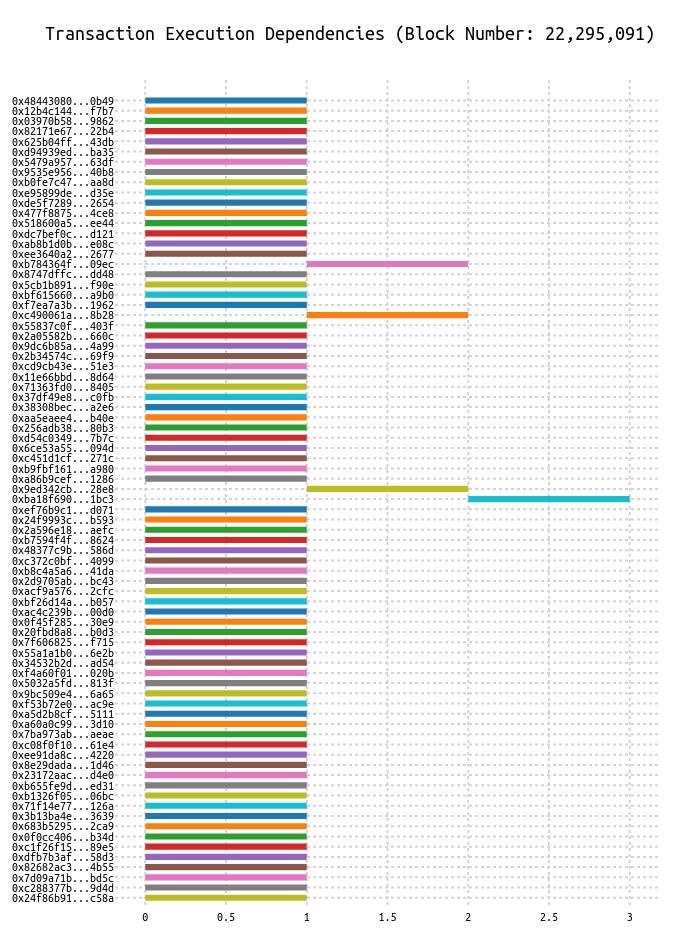 Transaction Execution Dependencies (Block Number: 22,295,091)
0x48443080...0b49
0x12b4c144...f7b7
0x03970b58...9862
0x82171e67...22b4
0x625b04ff...43db
0xd94939ed...ba35
0x5479a957...63df
0x9535e956...40b8
0xb0fe7c47...aa8d
0xe95899de...d35e
0xde5f7289...2654
0x477f8875...4ce8
0x518600a5...ee44
0xdc7bef0c...d121
0xab8b1d0b...e08c
0xee3640a2...2677
0xb784364f...09ec
0x8747dffc...dd48
0x5cb1b891...f90e
0xbf615660...a9b0
0xf7ea7a3b...1962
0xc490061a...8b28
0x55837c0f...403f
0x2a05582b...660c
0x9dc6b85a...4a99
0x2b34574c...69f9
0xcd9cb43e...51e3
0x11e66bbd...8d64
0x71363fd0...8405
0x37df49e8...c0fb
0x38308bec...a2e6
0xaa5eaee4...b40e
0x256adb38...80b3
0xd54c0349...7b7c
0x6ce53a55...094d
0xc451d1cf...271c
0xb9fbf161...a980
0xa86b9cef...1286
0x9ed342cb...28e8
0xba18f690...1bc3
0xef76b9c1...d071
0x24f9993c...b593
0x2a596e18...aefc
0xb7594f4f...8624
0x48377c9b...586d
0xc372c0bf...4099
0xb8c4a5a6...41da
0x2d9705ab...bc43
0xacf9a576...2cfc
0xbf26d14a...b057
0xac4c239b...00d0
0x0f45f285...30e9
0x20fbd8a8...b0d3
0x7f606825...f715
0x55a1a1b0...6e2b
0x34532b2d...ad54
0xf4a60f01...020b
0x5032a5fd...813f
0x9bc509e4...6a65
0xf53b72e0...ac9e
0xa5d2b8cf...5111
0xa60a0c99...3d10
0x7ba973ab...aeae
0xc08f0f10...61e4
0xee91da8c...4220
0x8e29dada...1d46
0x23172aac...d4e0
0xb655fe9d...ed31
0xb1326f05...06bc
0x71f14e77...126a
0x3b13ba4e...3639
0x683b5295...2ca9
0x0f0cc406...b34d
0xc1f26f15...89e5
0xdfb7b3af...58d3
0x82682ac3...4b55
0x7d09a71b...bd5c
0xc288377b...9d4d
0x24f86b91...c58a
0 0.5 1 1.5 2 2.5 3